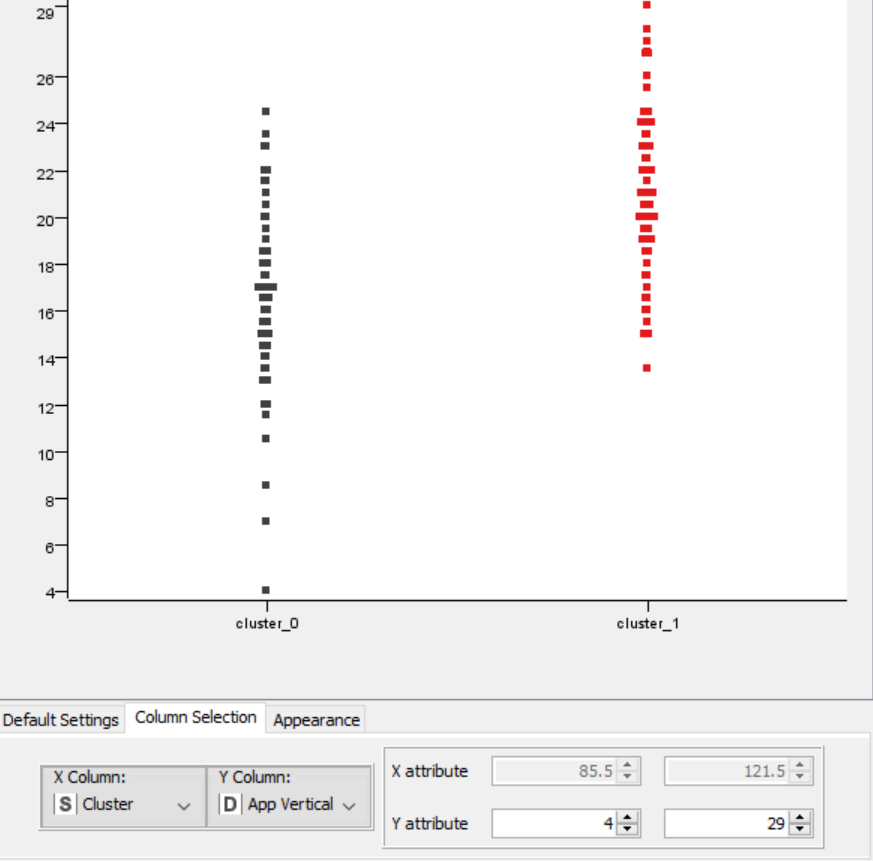 29
26
24
22
20
18
16
14
12
10
8
6
4
cluster_0 cluster_1
Default Settings Column Selection Appearance
X Column: Y Column:
S Cluster D App Vertical
X attribute 85.5 121.5
Y attribute 4 29